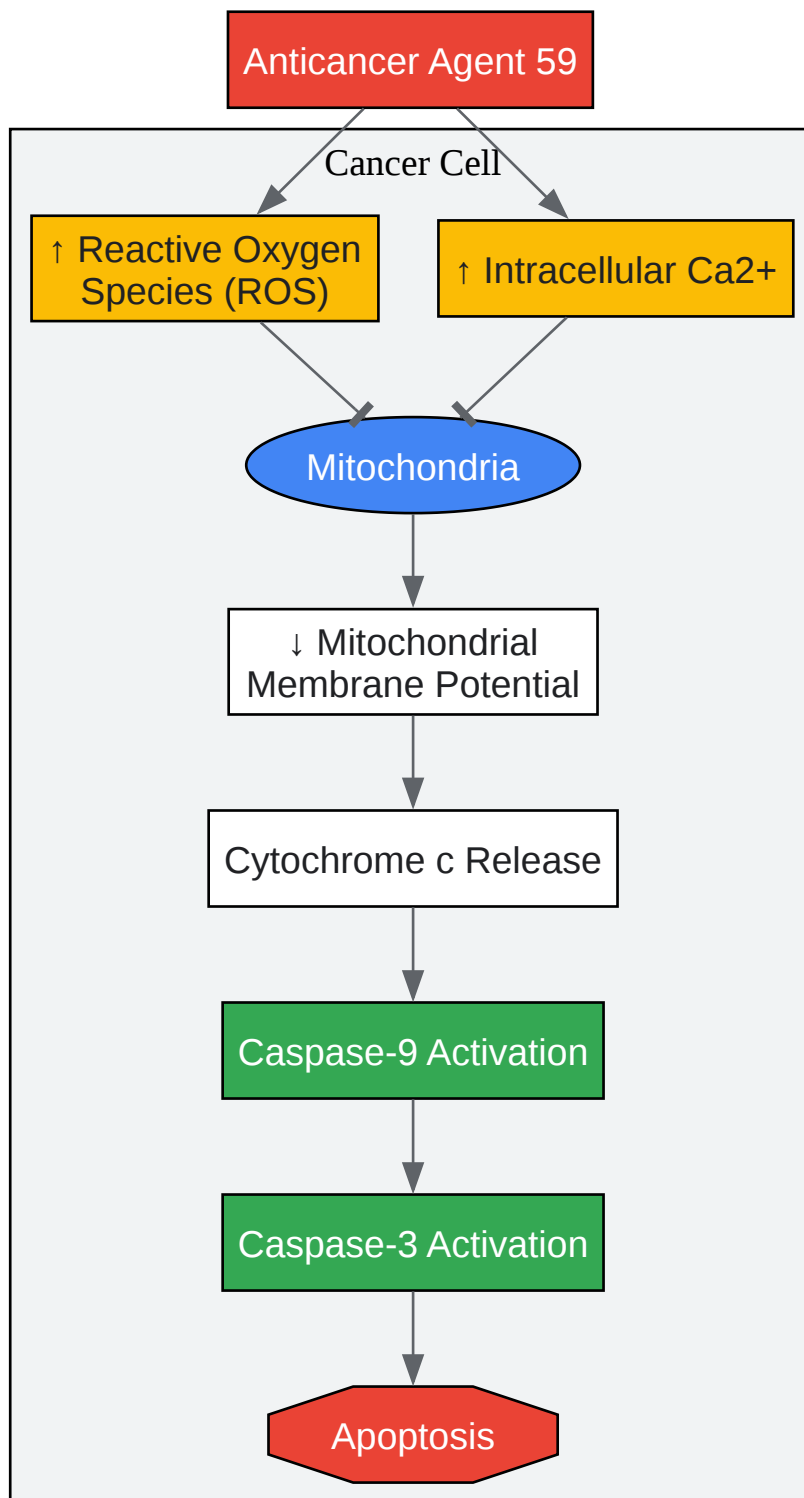 Anticancer Agent 59
Cancer Cell
↑ Reactive Oxygen
Species (ROS)
↑ Intracellular Ca2+
Mitochondria
↓ Mitochondrial
Membrane Potential
Cytochrome c Release
Caspase-9 Activation
Caspase-3 Activation
Apoptosis